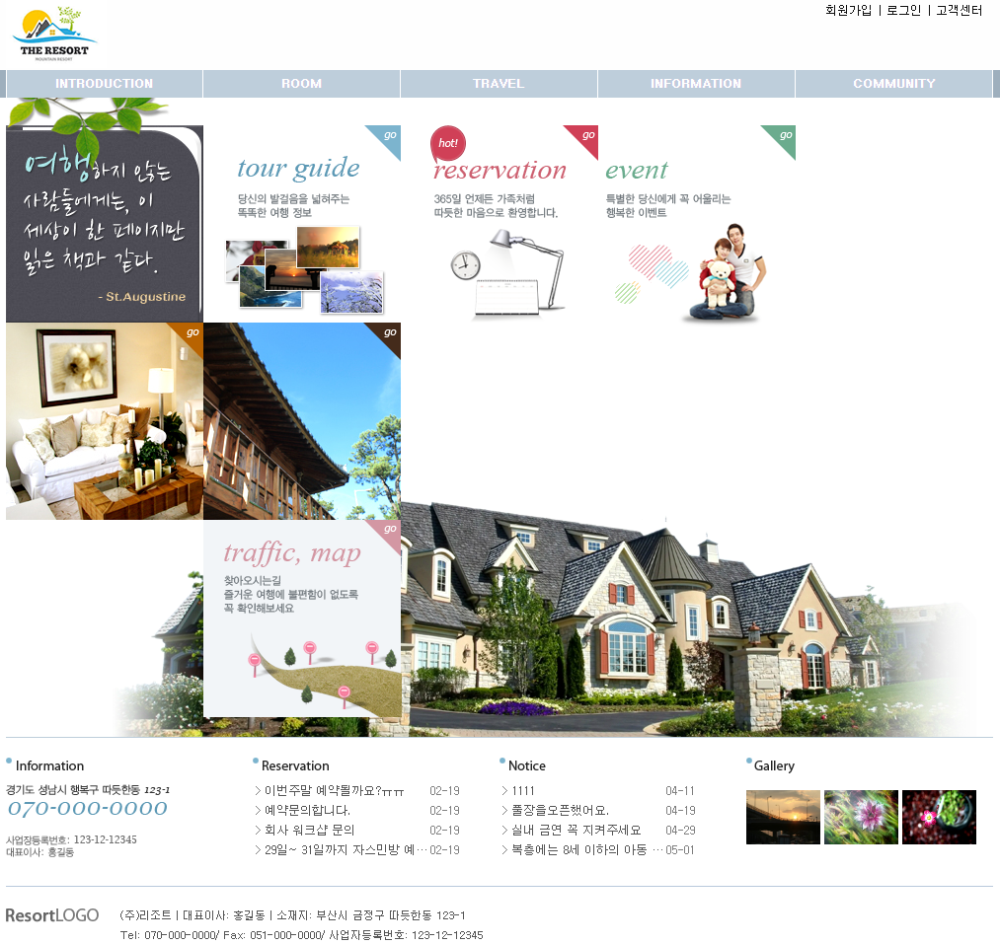 회원가입 | 로그인 | 고객센터
THE RESORT
MOUNTAIN RESORT
INTRODUCTION
ROOM
TRAVEL
INFORMATION
COMMUNITY
여행하지 않는
사람들에게는, 이
세상이 한 페이지만
읽은 책과 같다.
- St.Augustine
go
tour guide
당신의 발걸음을 넓혀주는
똑똑한 여행 정보
hot!
go
reservation
365일 언제든 가족처럼
따듯한 마음으로 환영합니다.
go
event
특별한 당신에게 꼭 어울리는
행복한 이벤트
go
go
go
traffic, map
찾아오시는길
즐거운 여행에 불편함이 없도록
꼭 확인해보세요
Information
경기도 성남시 행복구 따듯한동 123-1
070-000-0000
사업장등록번호: 123-12-12345
대표이사: 홍길동
Reservation
이번주말 예약될까요?ㅠㅠ 02-19
예약문의합니다. 02-19
회사 워크샵 문의 02-19
29일~ 31일까지 자스민방 예… 02-19
Notice
1111 04-11
풀장을오픈했어요. 04-19
실내 금연 꼭 지켜주세요 04-29
복층에는 8세 이하의 아동 … 05-01
Gallery
ResortLOGO
(주)리조트 | 대표이사: 홍길동 | 소재지: 부산시 금정구 따듯한동 123-1
Tel: 070-000-0000/ Fax: 051-000-0000/ 사업자등록번호: 123-12-12345